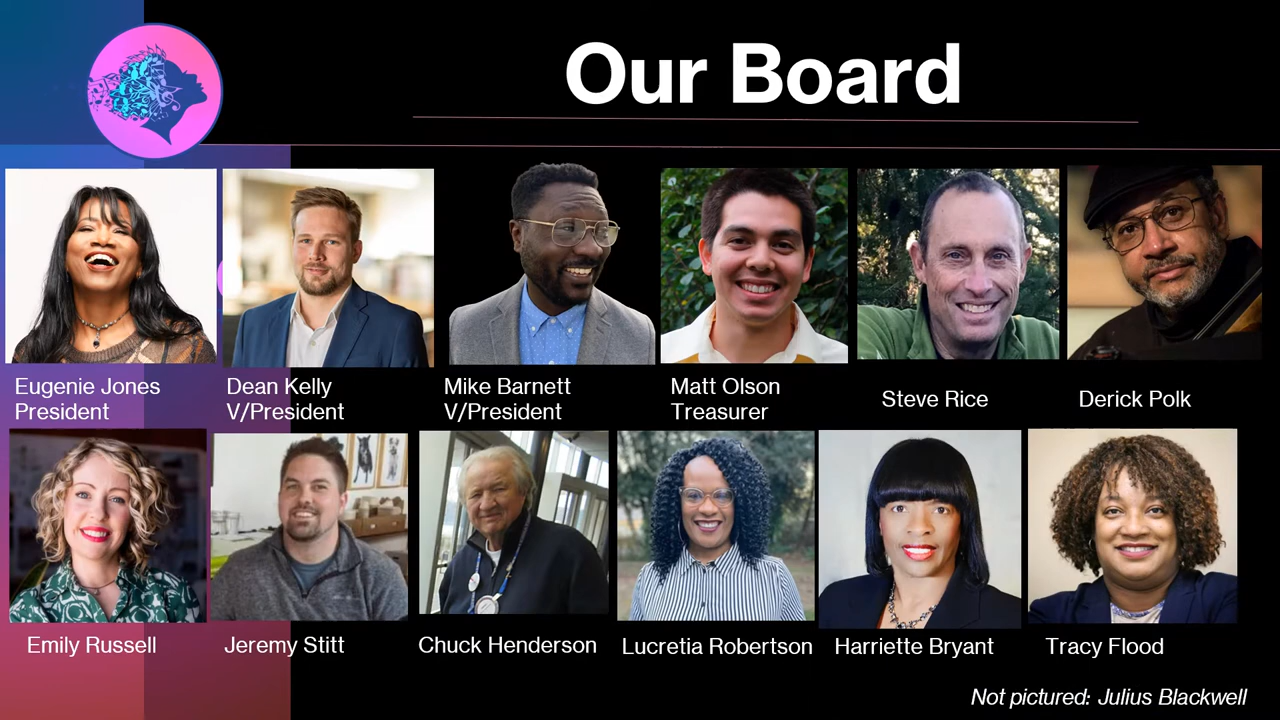 Our Board
Eugenie Jones
President
Dean Kelly
V/President
Mike Barnett
V/President
Matt Olson
Treasurer
Steve Rice
Derick Polk
Emily Russell
Jeremy Stitt
Chuck Henderson
Lucretia Robertson
Harriette Bryant
Tracy Flood
Not pictured: Julius Blackwell